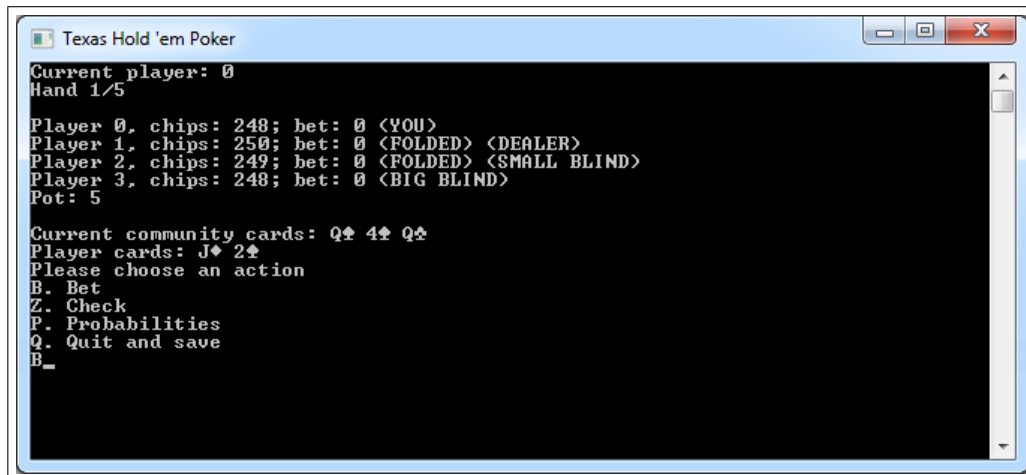 Texas Hold 'em Poker
Current player: 0
Hand 1/5
Player 0, chips: 248; bet: 0 (YOU)
Player 1, chips: 250; bet: 0 (FOLDED) (DEALER)
Player 2, chips: 249; bet: 0 (FOLDED) (SMALL BLIND)
Player 3, chips: 248; bet: 0 (BIG BLIND)
Pot: 5
Current community cards: Q♠ 4♠ Q♣
Player cards: J♦ 2♠
Please choose an action
B. Bet
Z. Check
P. Probabilities
Q. Quit and save
B_